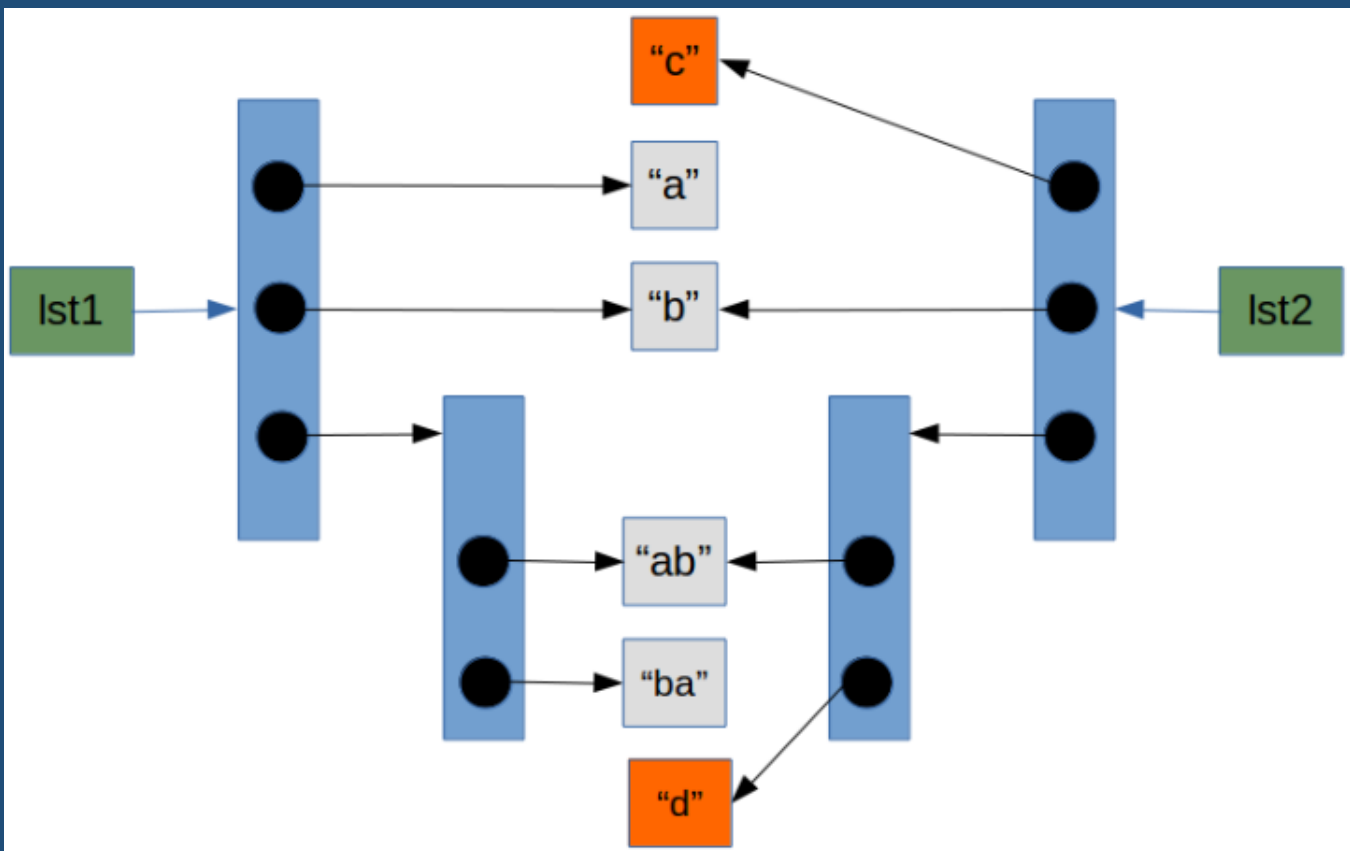 “c”
“a”
lst1
“b”
lst2
“ab”
“ba”
“d”